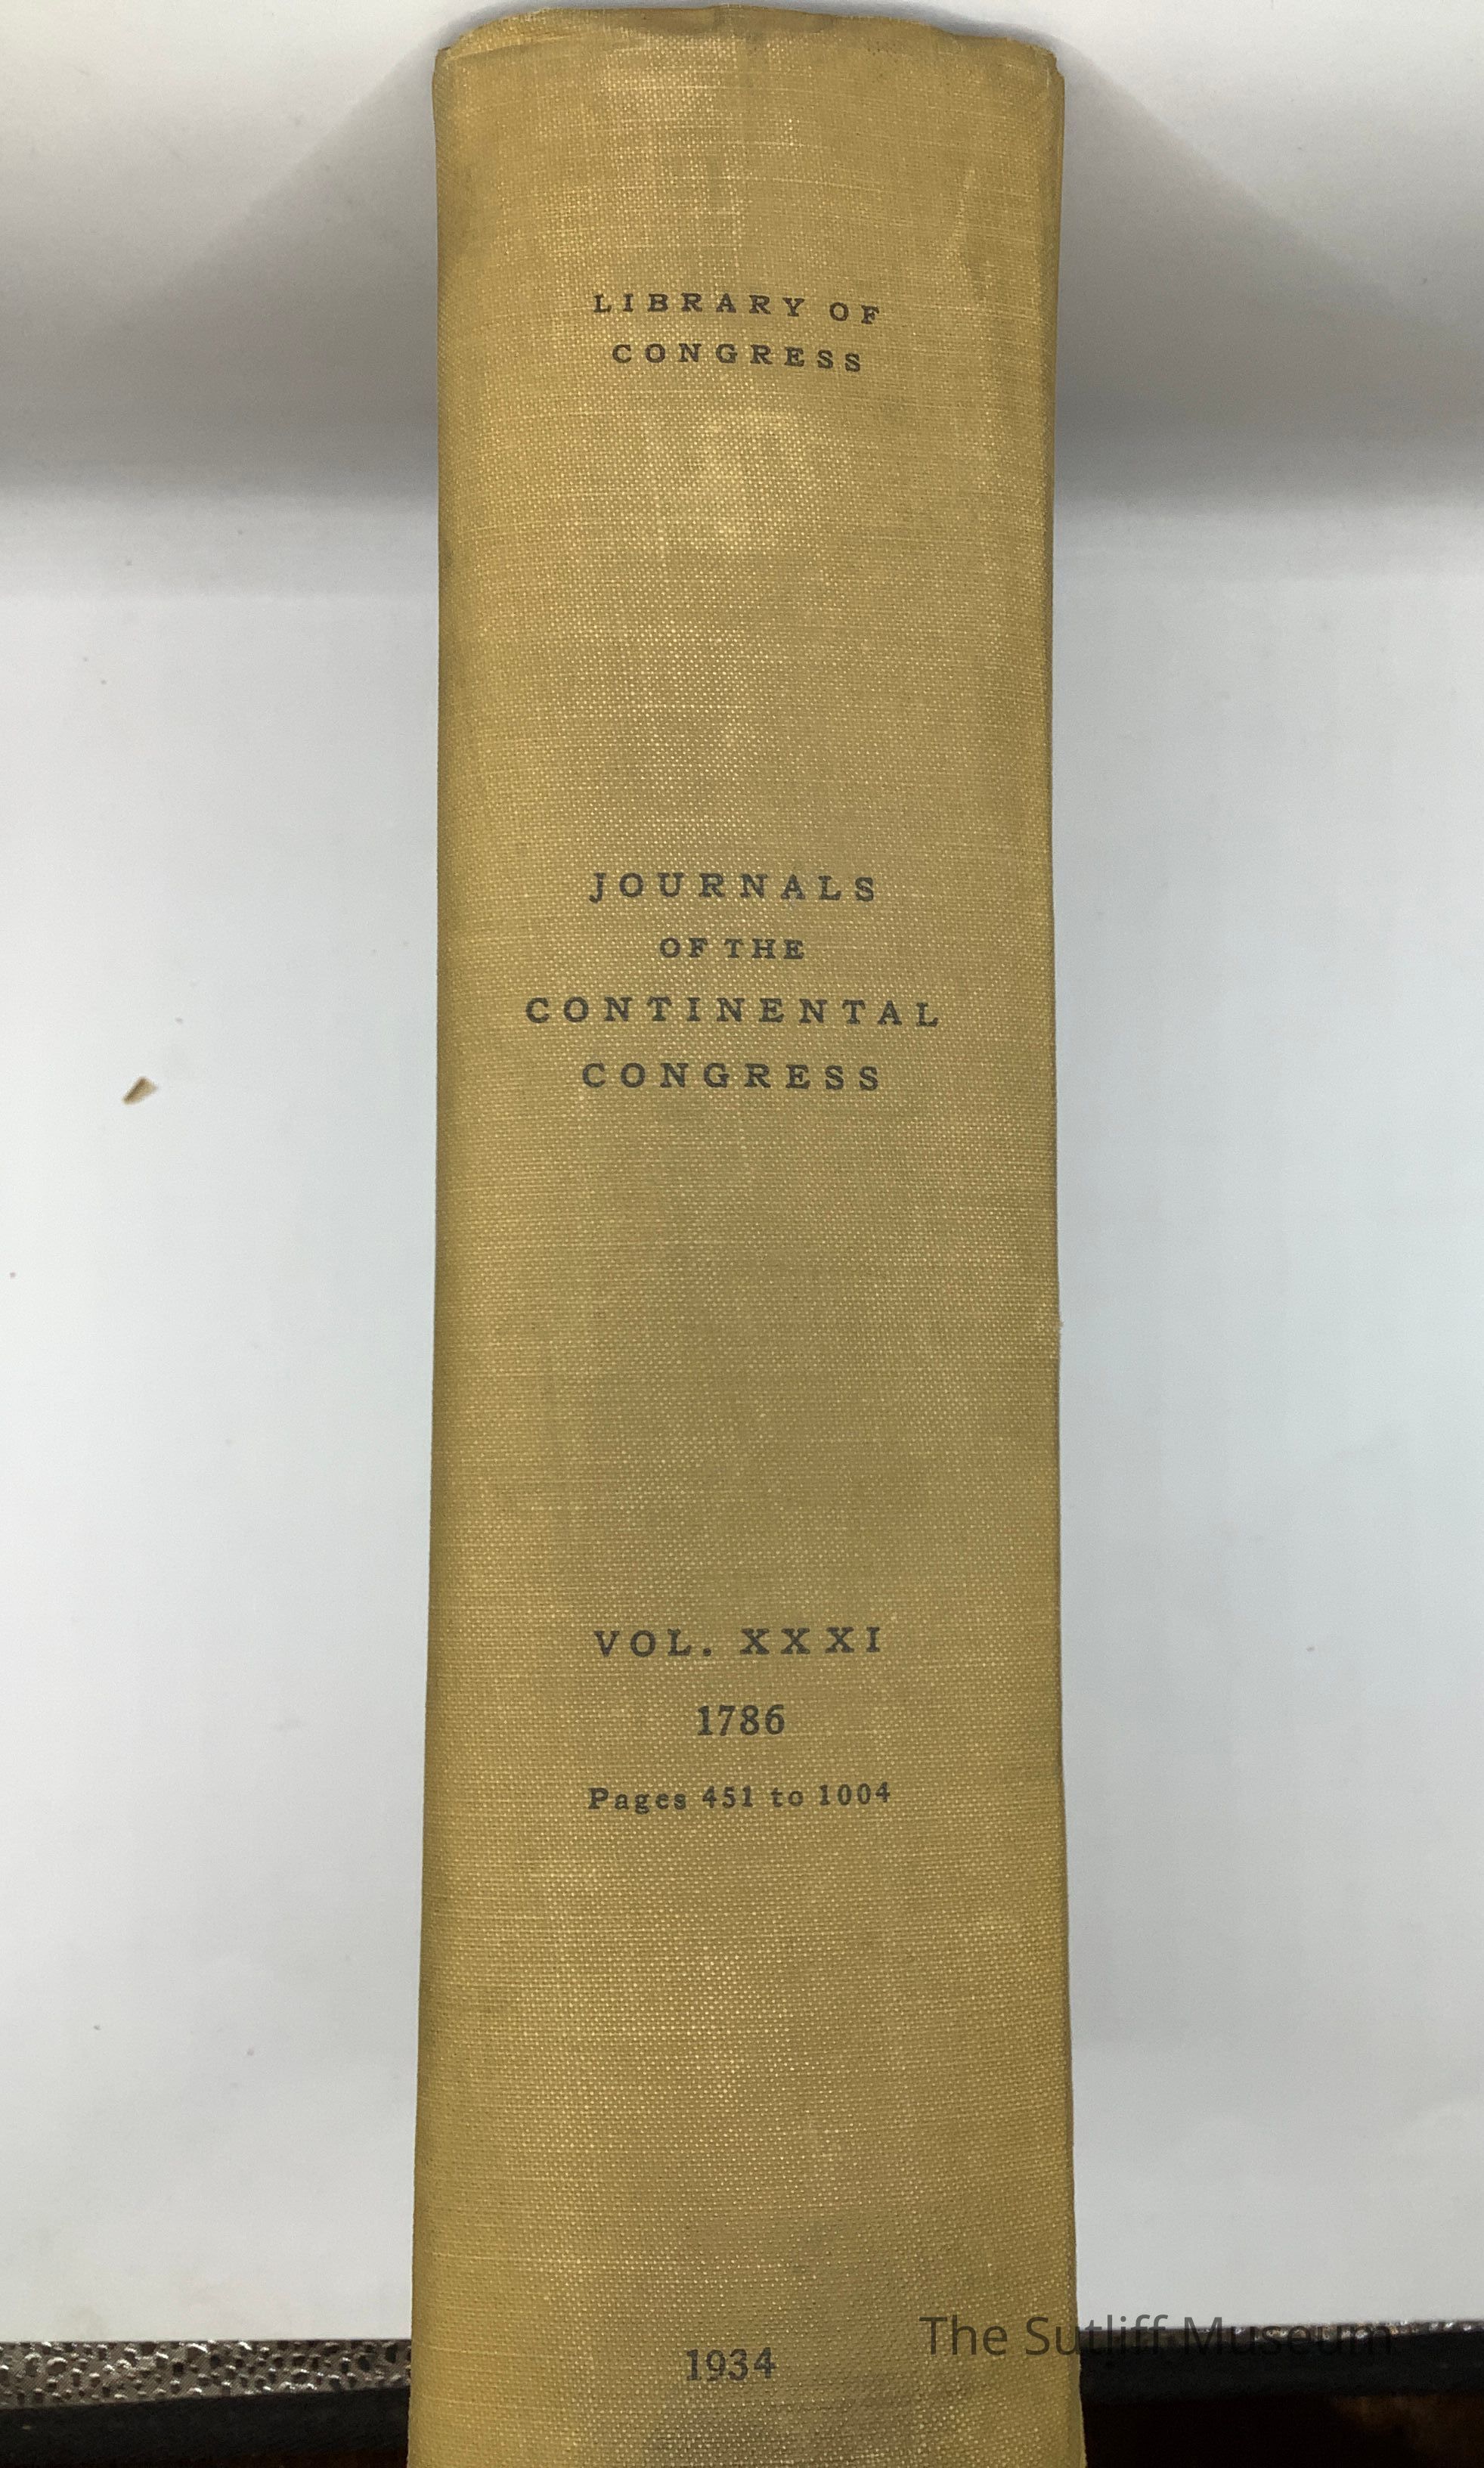 LIBRARY OF
CONGRESS
JOURNALS
OF THE
CONTINENTAL
CONGRESS
VOL. XXXI
1786
Pages 451 to 1004
1934
The Sutliff Museum